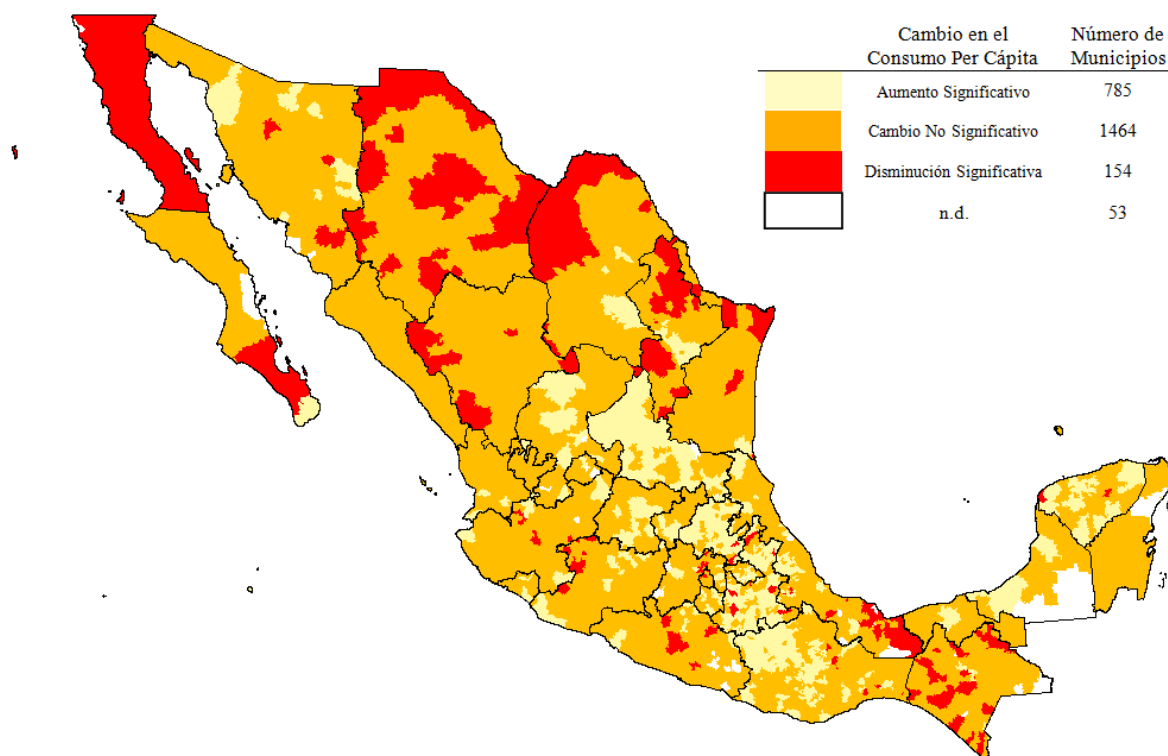 Cambio en el Número de
Consumo Per Cápita Municipios
Aumento Significativo 785
Cambio No Significativo 1464
Disminución Significativa 154
n.d. 53